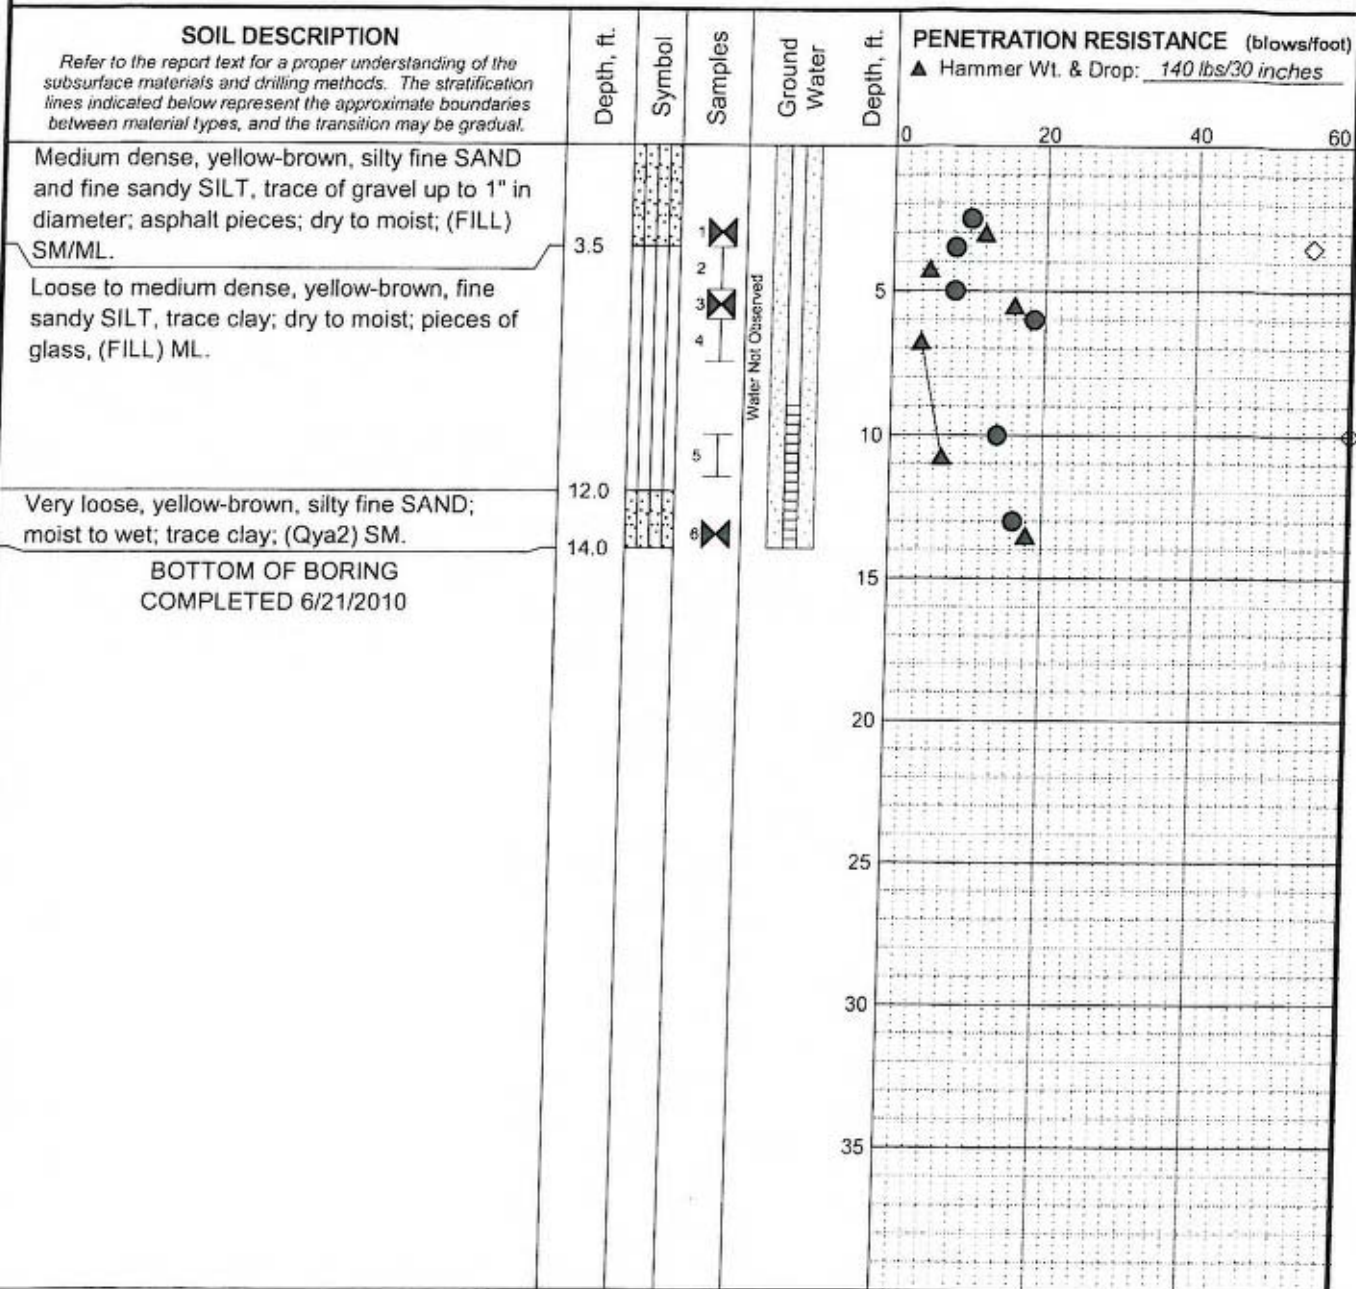 SOIL DESCRIPTION
Refer to the report text for a proper understanding of the
subsurface materials and drilling methods. The stratification
lines indicated below represent the approximate boundaries
between material types, and the transition may be gradual.
Depth, ft.
Symbol
Samples
Ground
Water
Depth, ft.
PENETRATION RESISTANCE (blows/foot)
▲ Hammer Wt. & Drop: 140 lbs/30 inches
0 20 40 60
Medium dense, yellow-brown, silty fine SAND
and fine sandy SILT, trace of gravel up to 1" in
diameter; asphalt pieces; dry to moist; (FILL)
SM/ML.
3.5
Loose to medium dense, yellow-brown, fine
sandy SILT, trace clay; dry to moist; pieces of
glass, (FILL) ML.
12.0
Very loose, yellow-brown, silty fine SAND;
moist to wet; trace clay; (Qya2) SM.
14.0
BOTTOM OF BORING
COMPLETED 6/21/2010
1
2
3
4
5
6
Water Not Observed
5
10
15
20
25
30
35